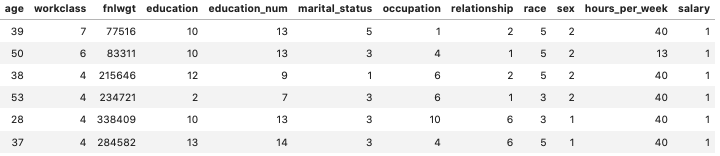 age workclass fnlwgt education education_num marital_status occupation relationship race sex hours_per_week salary
39 7 77516 10 13 5 1 2 5 2 40 1
50 6 83311 10 13 3 4 1 5 2 13 1
38 4 215646 12 9 1 6 2 5 2 40 1
53 4 234721 2 7 3 6 1 3 2 40 1
28 4 338409 10 13 3 10 6 3 1 40 1
37 4 284582 13 14 3 4 6 5 1 40 1